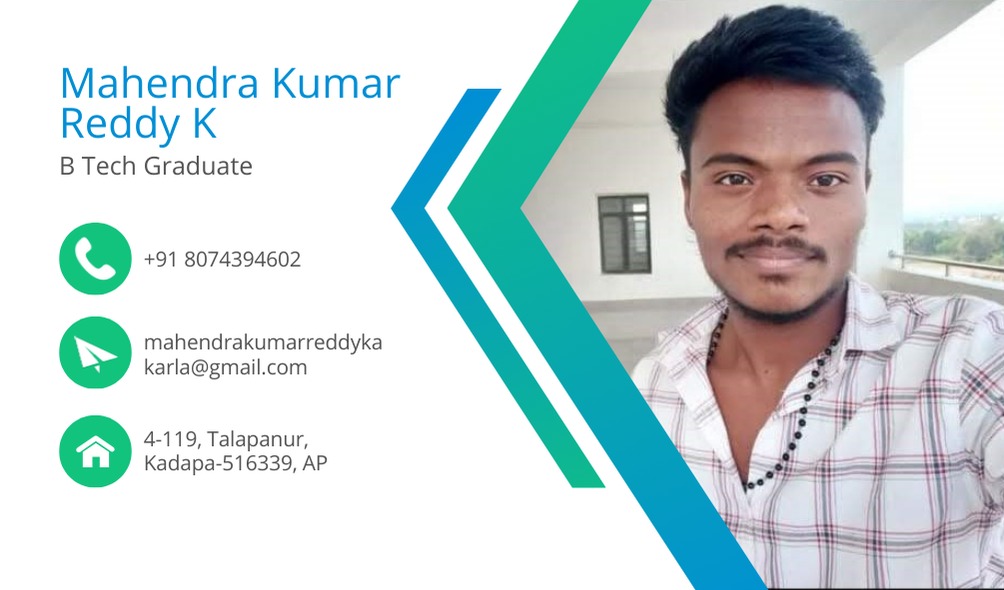 Mahendra Kumar
Reddy K
B Tech Graduate
+91 8074394602
mahendrakumarreddyka
karla@gmail.com
4-119, Talapanur,
Kadapa-516339, AP